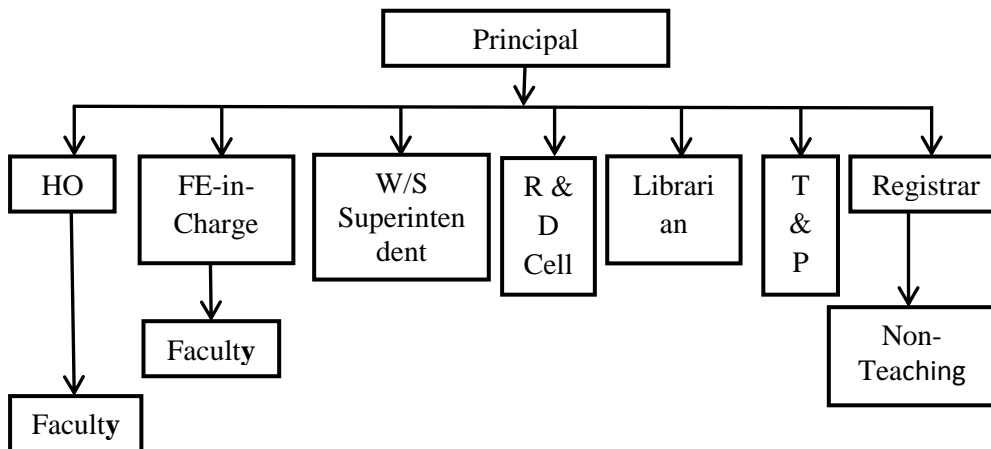 Principal
HO
FE-in-
Charge
W/S
Superinten
dent
R &
D
Cell
Librari
an
T
&
P
Registrar
Faculty
Non-
Teaching
Faculty